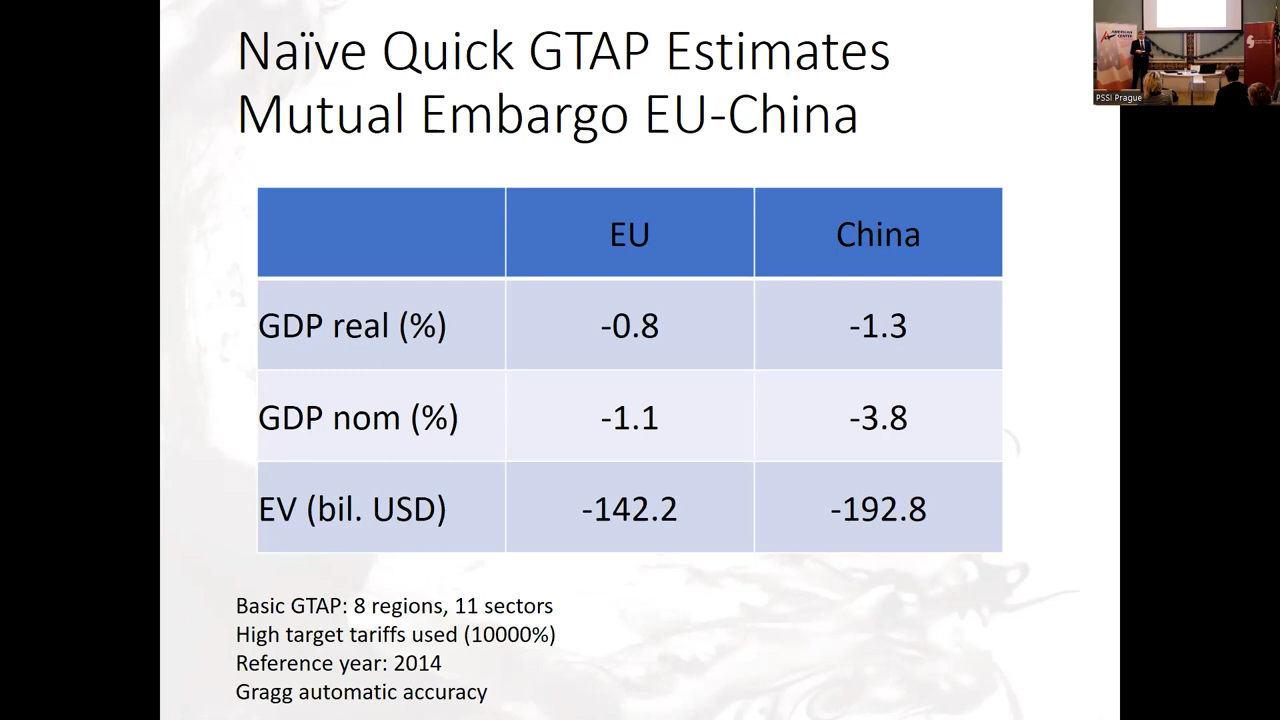 Naïve Quick GTAP Estimates
Mutual Embargo EU-China
EU China
GDP real (%) -0.8 -1.3
GDP nom (%) -1.1 -3.8
EV (bil. USD) -142.2 -192.8
Basic GTAP: 8 regions, 11 sectors
High target tariffs used (10000%)
Reference year: 2014
Gragg automatic accuracy
AMERICAN
CENTER
PSSI Prague